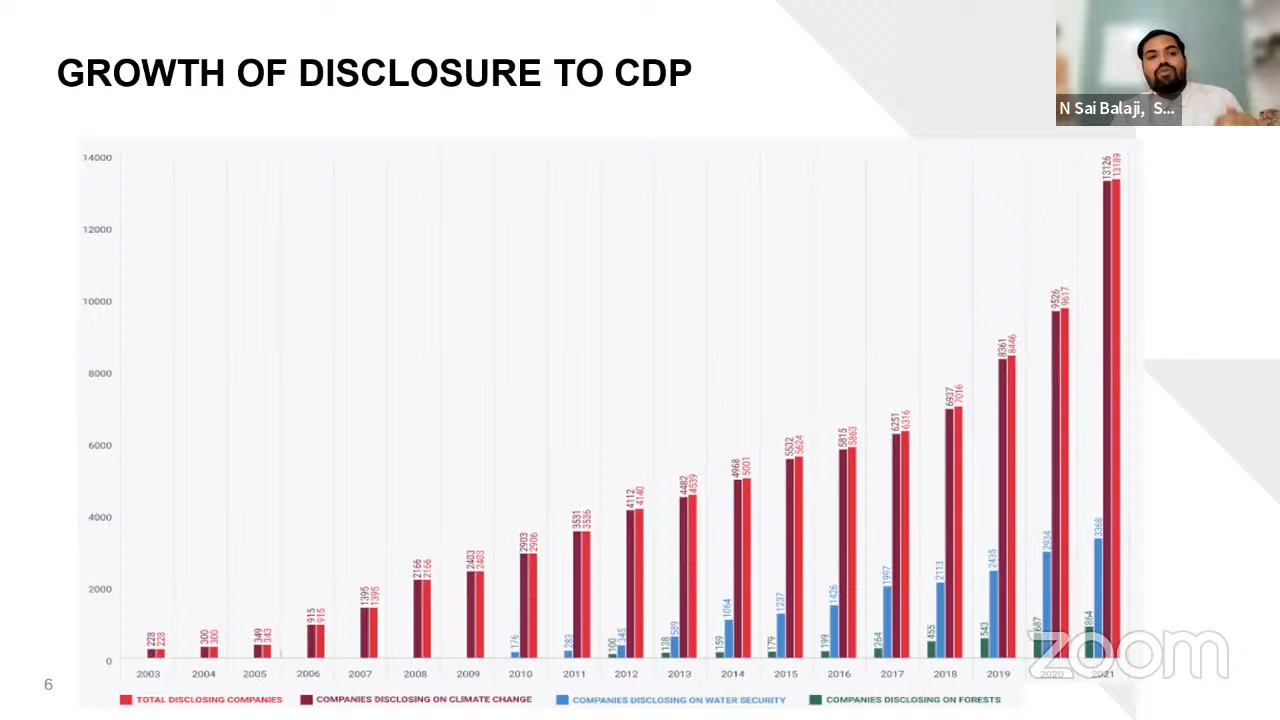 GROWTH OF DISCLOSURE TO CDP
N Sai Balaji, S...
14000
12000
10000
8000
6000
4000
2000
0
228 228
300 300
349 343
915 915
1395 1395
2166 2166
2403 2403
176 2903 2906
283 3531 3536
100 345 4112 4140
138 589 4482 4539
159 1064 4968 5001
179 1237 5532 5624
199 1426 5815 5863
264 1997 6251 6316
455 2113 6937 7016
543 2435 8361 8446
687 2934 9526 9617
864 3368 13126 13189
2003 2004 2005 2006 2007 2008 2009 2010 2011 2012 2013 2014 2015 2016 2017 2018 2019 2020 2021
TOTAL DISCLOSING COMPANIES COMPANIES DISCLOSING ON CLIMATE CHANGE COMPANIES DISCLOSING ON WATER SECURITY COMPANIES DISCLOSING ON FORESTS
6
zoom